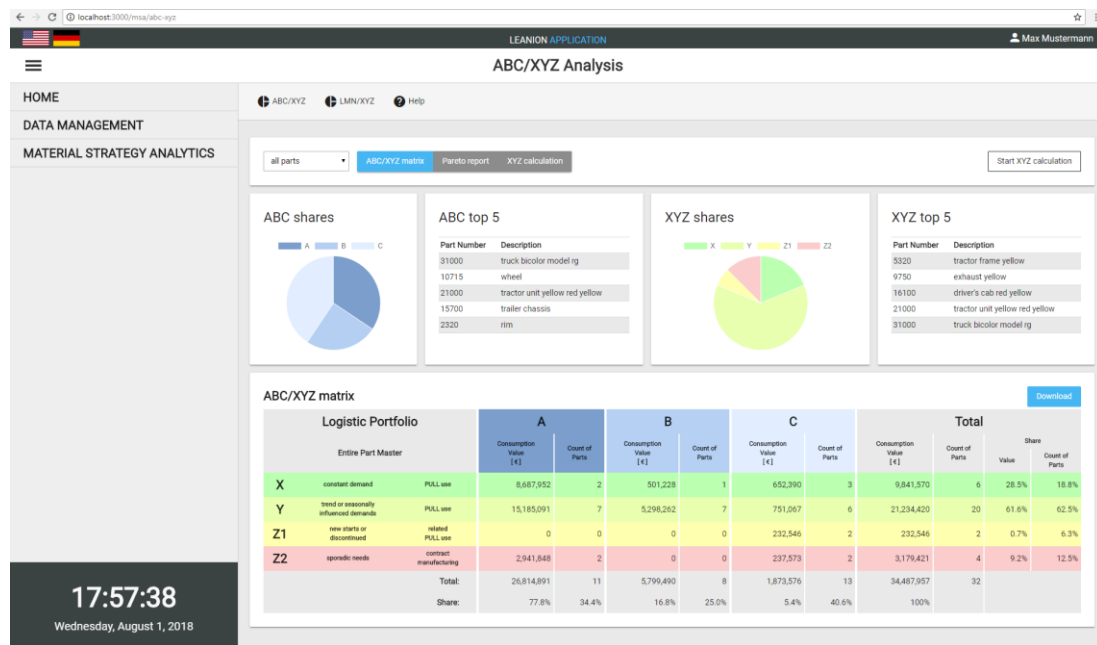 localhost:3000/msa/abc-xyz
LEANION APPLICATION
Max Mustermann
ABC/XYZ Analysis
HOME
DATA MANAGEMENT
MATERIAL STRATEGY ANALYTICS
ABC/XYZ LMN/XYZ Help
all parts ABC/XYZ matrix Pareto report XYZ calculation Start XYZ calculation
ABC shares
A B C
ABC top 5
Part Number Description
31000 truck bicolor model rg
10715 wheel
21000 tractor unit yellow red yellow
15700 trailer chassis
2320 rim
XYZ shares
X Y Z1 Z2
XYZ top 5
Part Number Description
5320 tractor frame yellow
9750 exhaust yellow
16100 driver's cab red yellow
21000 tractor unit yellow red yellow
31000 truck bicolor model rg
ABC/XYZ matrix
Download
Logistic Portfolio A B C Total
Entire Part Master
Consumption Value [€] Count of Parts Consumption Value [€] Count of Parts Consumption Value [€] Count of Parts Consumption Value [€] Count of Parts Share
Value Count of Parts
X constant demand PULL use 8,687,952 2 501,228 1 652,390 3 9,841,570 6 28.5% 18.8%
Y trend or seasonally influenced demands PULL use 15,185,091 7 5,298,262 7 751,067 6 21,234,420 20 61.6% 62.5%
Z1 new starts or discontinued related PULL use 0 0 0 0 232,546 2 232,546 2 0.7% 6.3%
Z2 sporadic needs contract manufacturing 2,941,848 2 0 0 237,573 2 3,179,421 4 9.2% 12.5%
Total: 26,814,891 11 5,799,490 8 1,873,576 13 34,487,957 32
Share: 77.8% 34.4% 16.8% 25.0% 5.4% 40.6% 100%
17:57:38
Wednesday, August 1, 2018